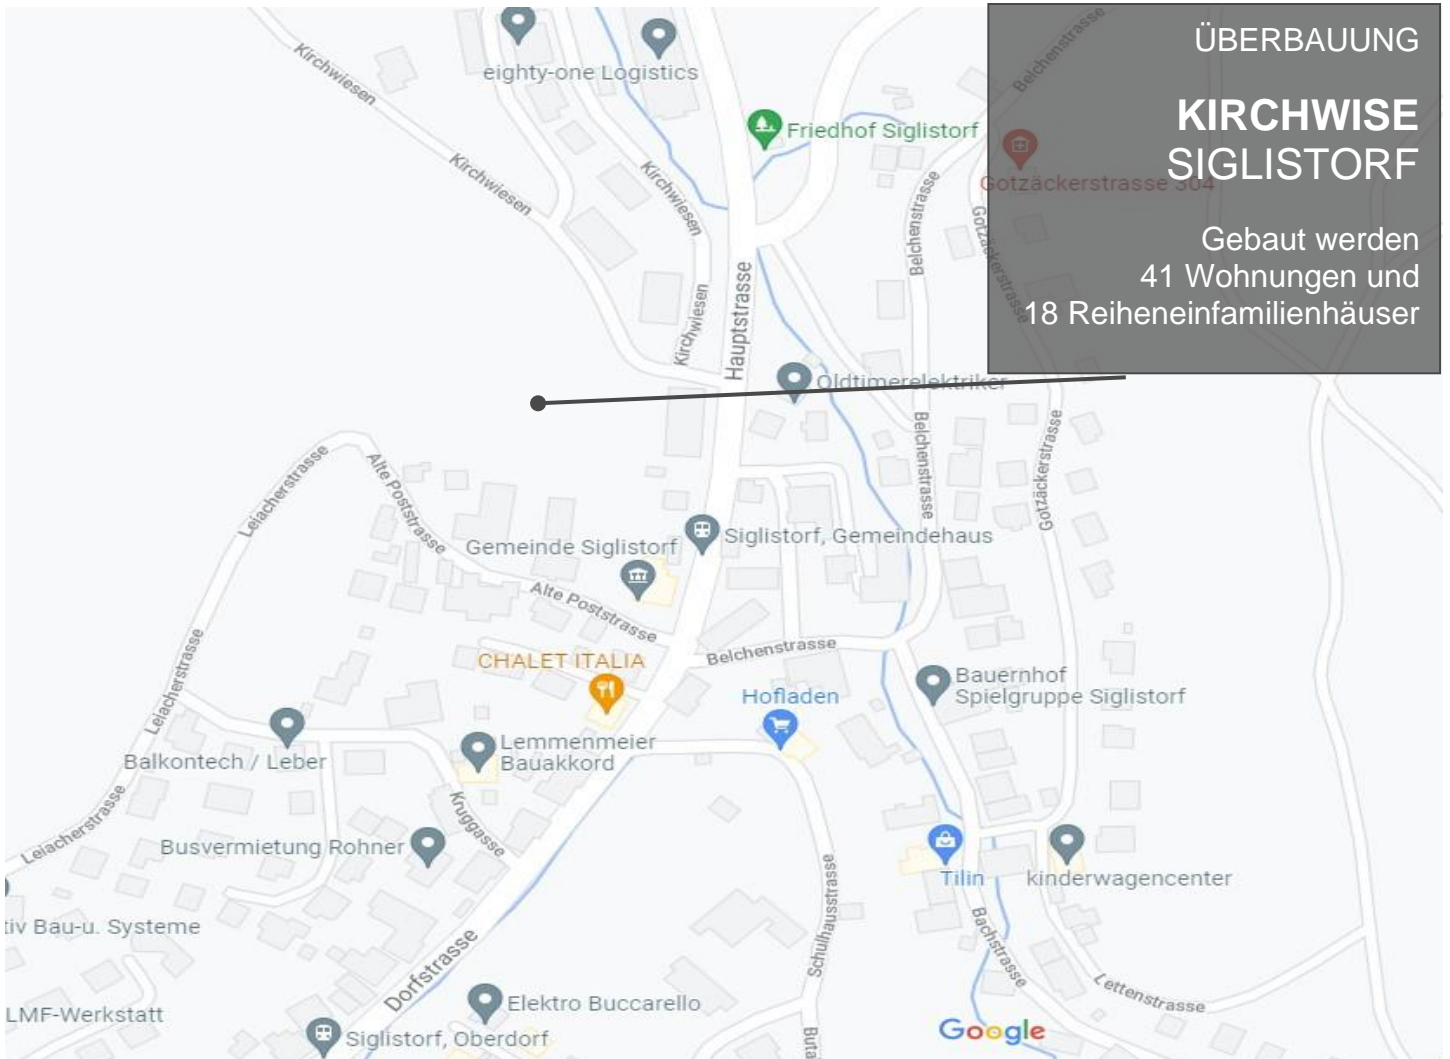 ÜBERBAUUNG
KIRCHWISE
SIGLISTORF
Gebaut werden
41 Wohnungen und
18 Reiheneinfamilienhäuser
Kirchwiesen
eighty-one Logistics
Belchenstrasse
Friedhof Siglistorf
Gotzäckerstrasse 304
Kirchwiesen
Kirchwiesen
Belchenstrasse
Gotzäckerstrasse
Kirchwiesen
Hauptstrasse
Oldtimerelektriker
Belchenstrasse
Gotzäckerstrasse
Leiacherstrasse
Alte Poststrasse
Siglistorf, Gemeindehaus
Gemeinde Siglistorf
Alte Poststrasse
Belchenstrasse
Leiacherstrasse
CHALET ITALIA
Hofladen
Bauernhof
Spielgruppe Siglistorf
Lemmenmeier
Bauakkord
Balkontech / Leber
Leiacherstrasse
Kruggasse
Busvermietung Rohner
Tilin
kinderwagencenter
Schulhausstrasse
tiv Bau-u. Systeme
Dorfstrasse
Bachstrasse
Lettenstrasse
LMF-Werkstatt
Elektro Buccarello
Siglistorf, Oberdorf
Buta
Google